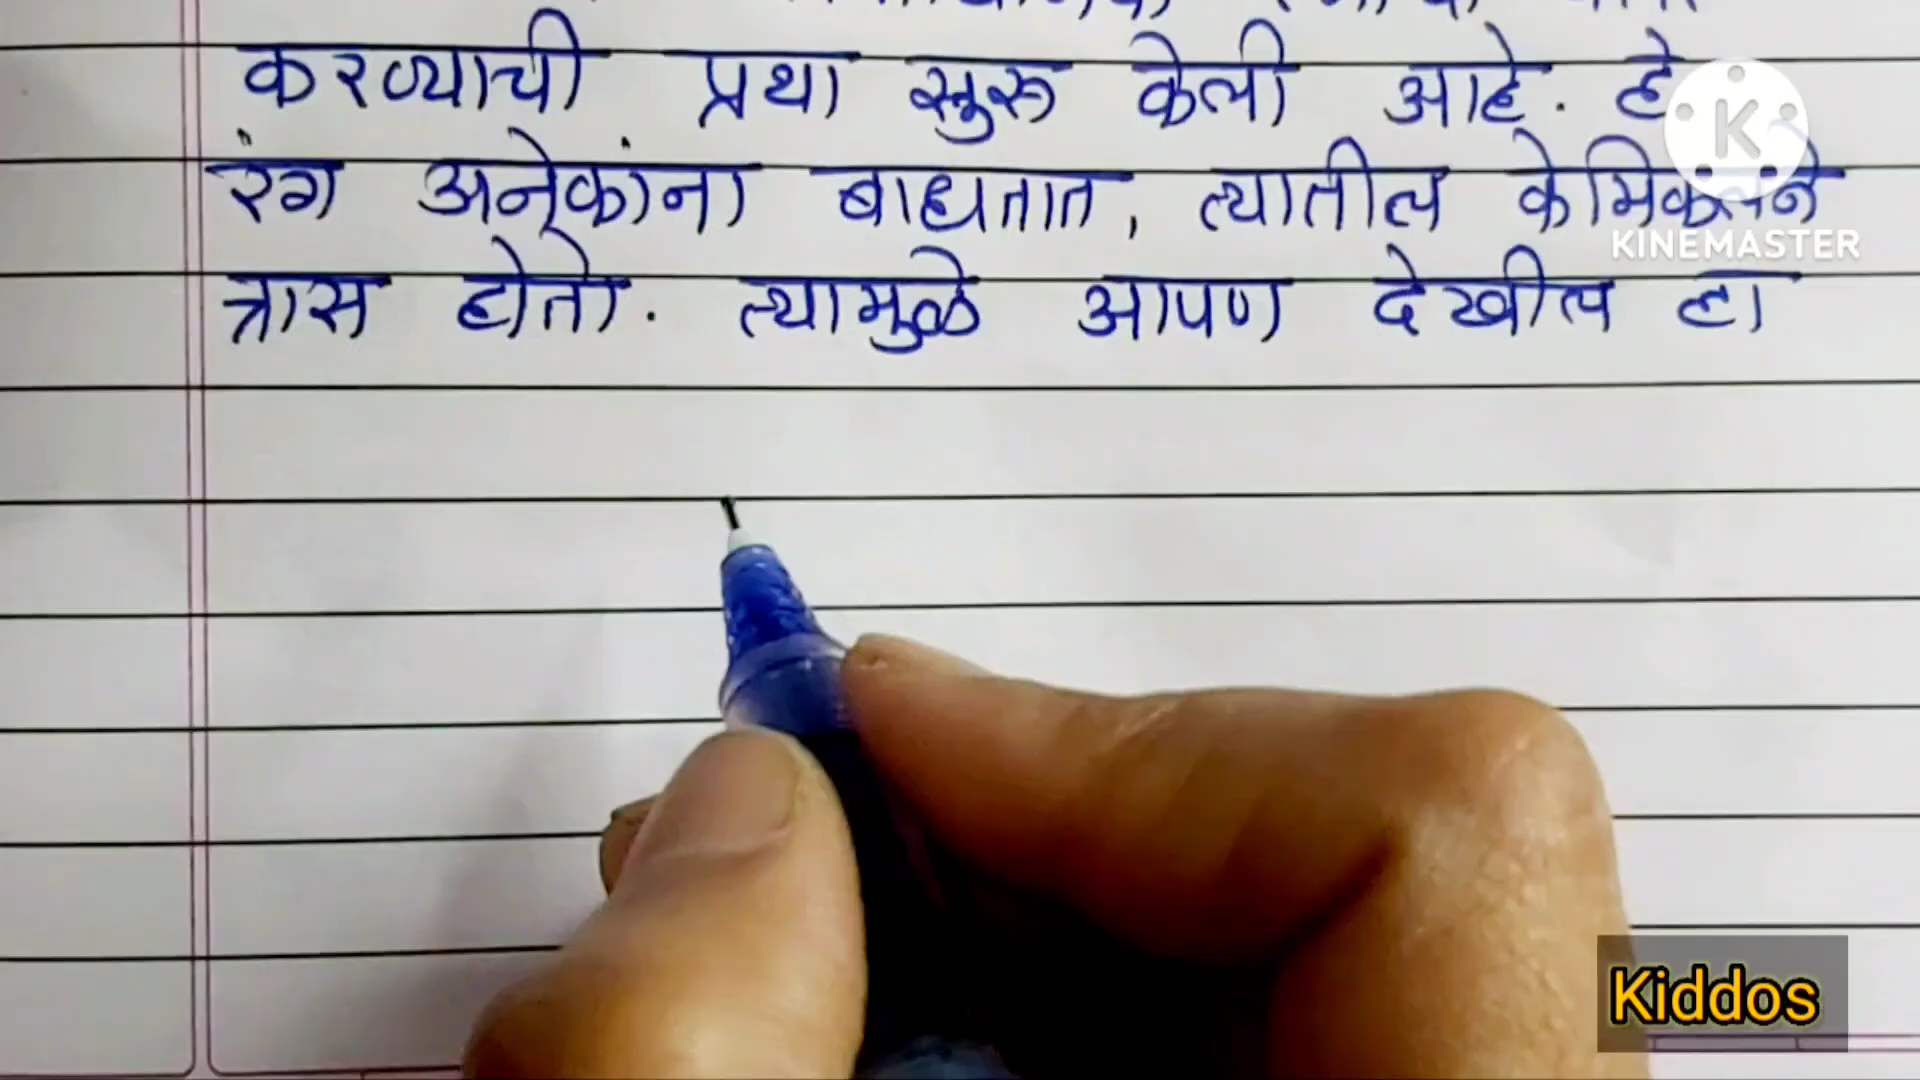 करण्याची प्रथा सुरू केली आहे. हे
रंग अनेकांना बाधतात, त्यातील केमिकलने
त्रास होतो. त्यामुळे आपण देखील हा
K
KINEMASTER
Kiddos